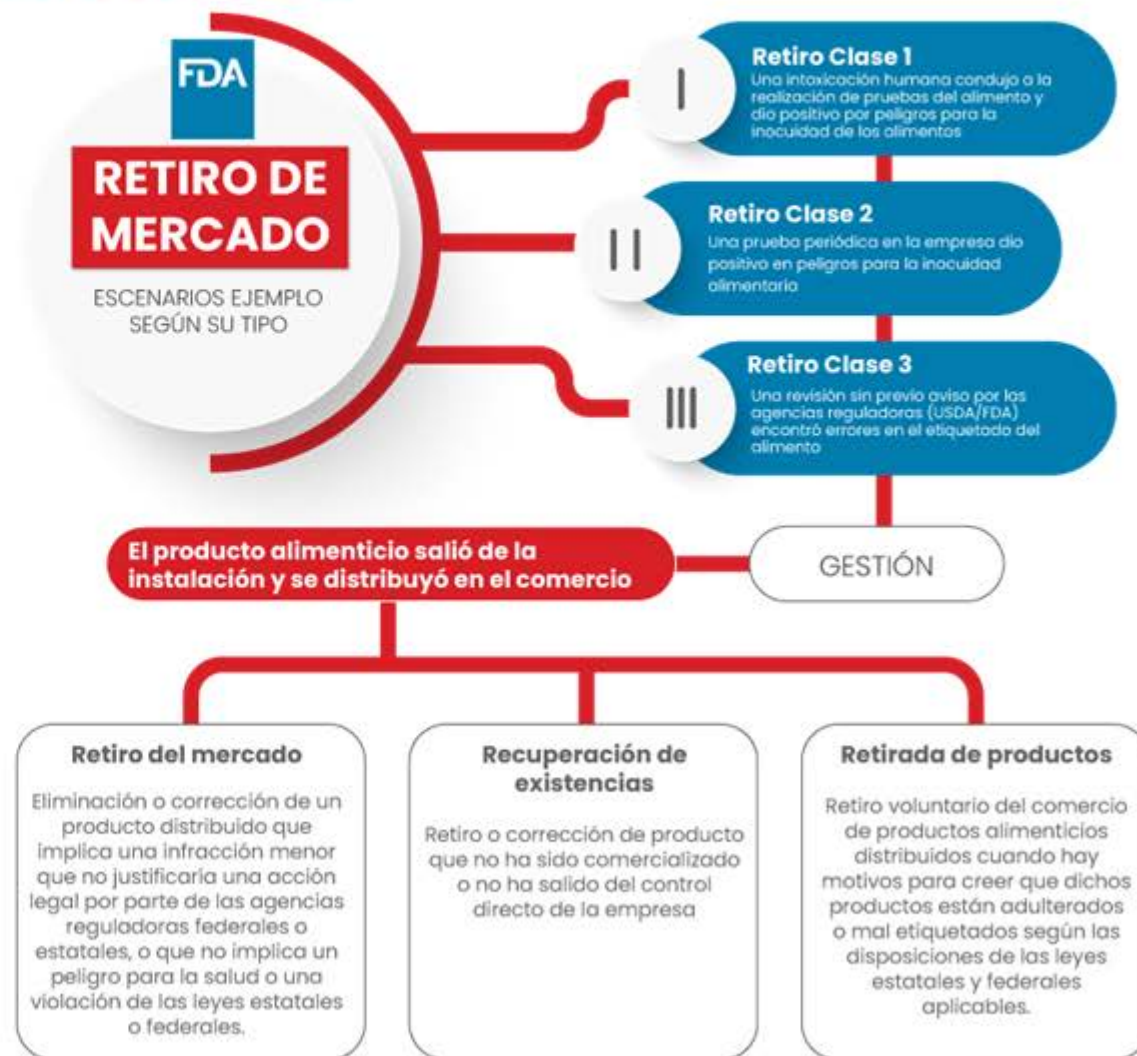 FDA
RETIRO DE
MERCADO
ESCENARIOS EJEMPLO
SEGÚN SU TIPO
I
Retiro Clase 1
Una intoxicación humana condujo a la
realización de pruebas del alimento y
dio positivo por peligros para la
inocuidad de los alimentos
II
Retiro Clase 2
Una prueba periódica en la empresa dio
positivo en peligros para la inocuidad
alimentaria
III
Retiro Clase 3
Una revisión sin previo aviso por las
agencias reguladoras (USDA/FDA)
encontró errores en el etiquetado del
alimento
GESTIÓN
El producto alimenticio salió de la
instalación y se distribuyó en el comercio
Retiro del mercado
Eliminación o corrección de un
producto distribuido que
implica una infracción menor
que no justificaría una acción
legal por parte de las agencias
reguladoras federales o
estatales, o que no implica un
peligro para la salud o una
violación de las leyes estatales
o federales.
Recuperación de
existencias
Retiro o corrección de producto
que no ha sido comercializado
o no ha salido del control
directo de la empresa
Retirada de productos
Retiro voluntario del comercio
de productos alimenticios
distribuidos cuando hay
motivos para creer que dichos
productos están adulterados
o mal etiquetados según las
disposiciones de las leyes
estatales y federales
aplicables.